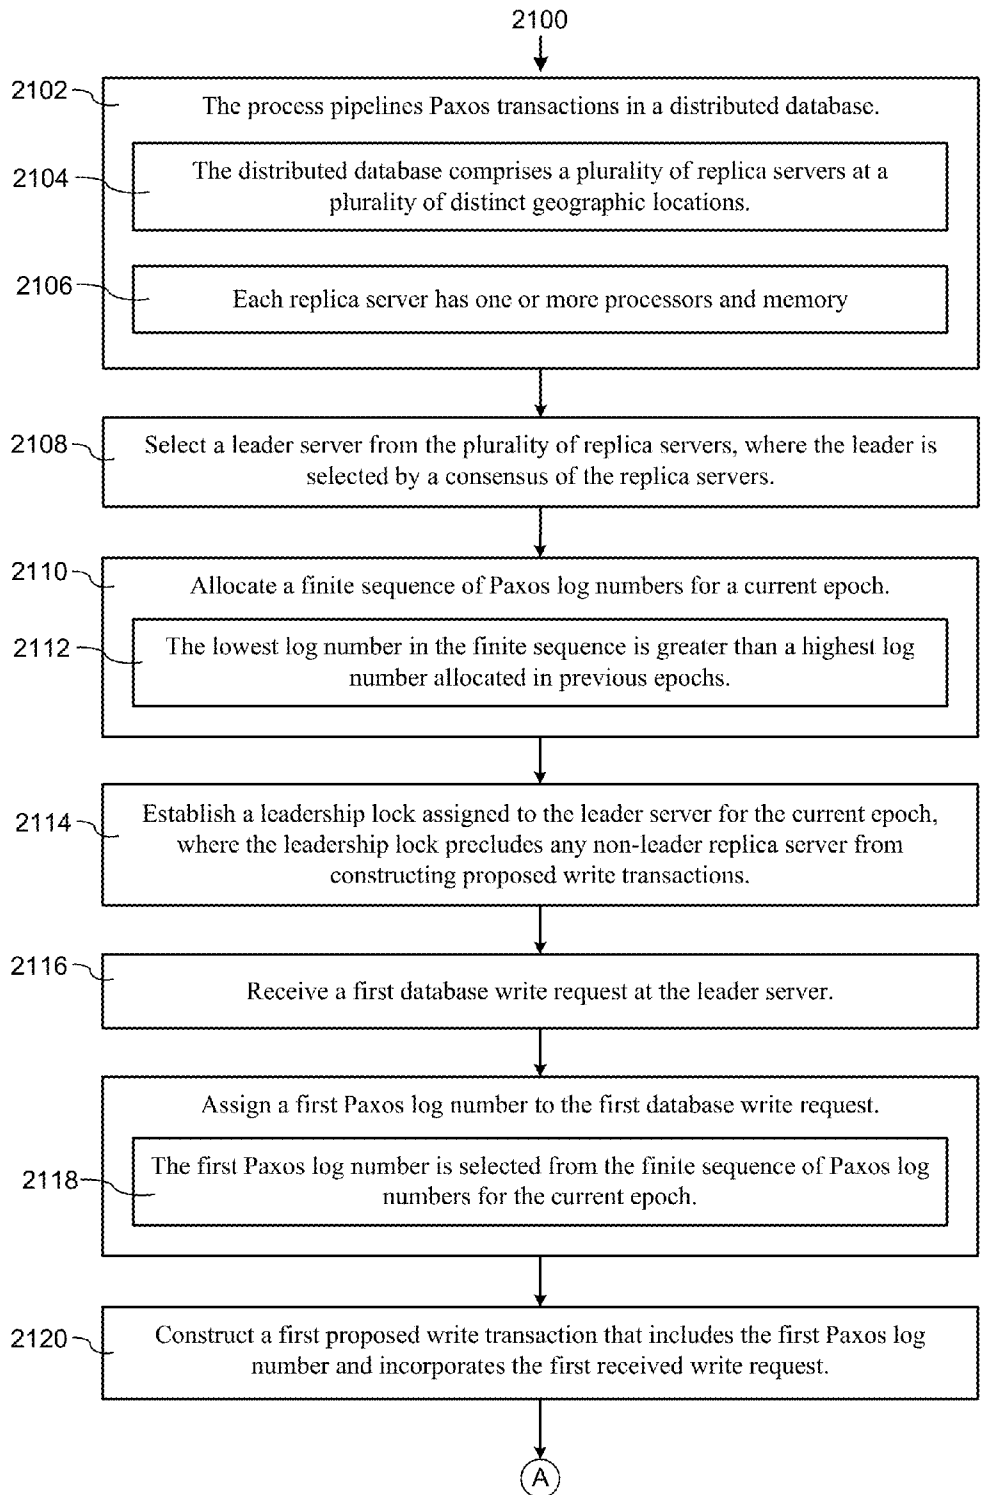 2100
2102
The process pipelines Paxos transactions in a distributed database.
2104
The distributed database comprises a plurality of replica servers at a
plurality of distinct geographic locations.
2106
Each replica server has one or more processors and memory
2108
Select a leader server from the plurality of replica servers, where the leader is
selected by a consensus of the replica servers.
2110
Allocate a finite sequence of Paxos log numbers for a current epoch.
2112
The lowest log number in the finite sequence is greater than a highest log
number allocated in previous epochs.
2114
Establish a leadership lock assigned to the leader server for the current epoch,
where the leadership lock precludes any non-leader replica server from
constructing proposed write transactions.
2116
Receive a first database write request at the leader server.
Assign a first Paxos log number to the first database write request.
2118
The first Paxos log number is selected from the finite sequence of Paxos log
numbers for the current epoch.
2120
Construct a first proposed write transaction that includes the first Paxos log
number and incorporates the first received write request.
A